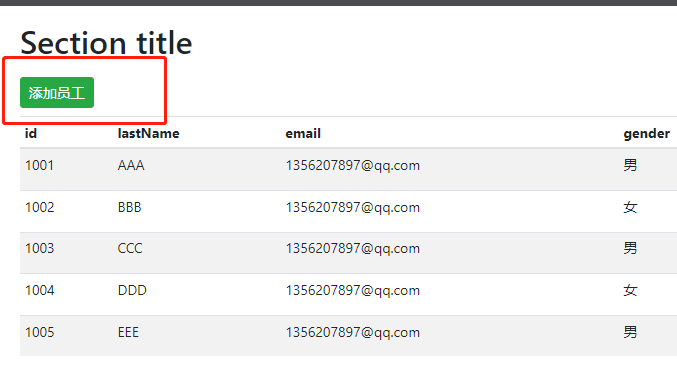 Section title
添加员工
id lastName email gender
1001 AAA 1356207897@qq.com 男
1002 BBB 1356207897@qq.com 女
1003 CCC 1356207897@qq.com 男
1004 DDD 1356207897@qq.com 女
1005 EEE 1356207897@qq.com 男